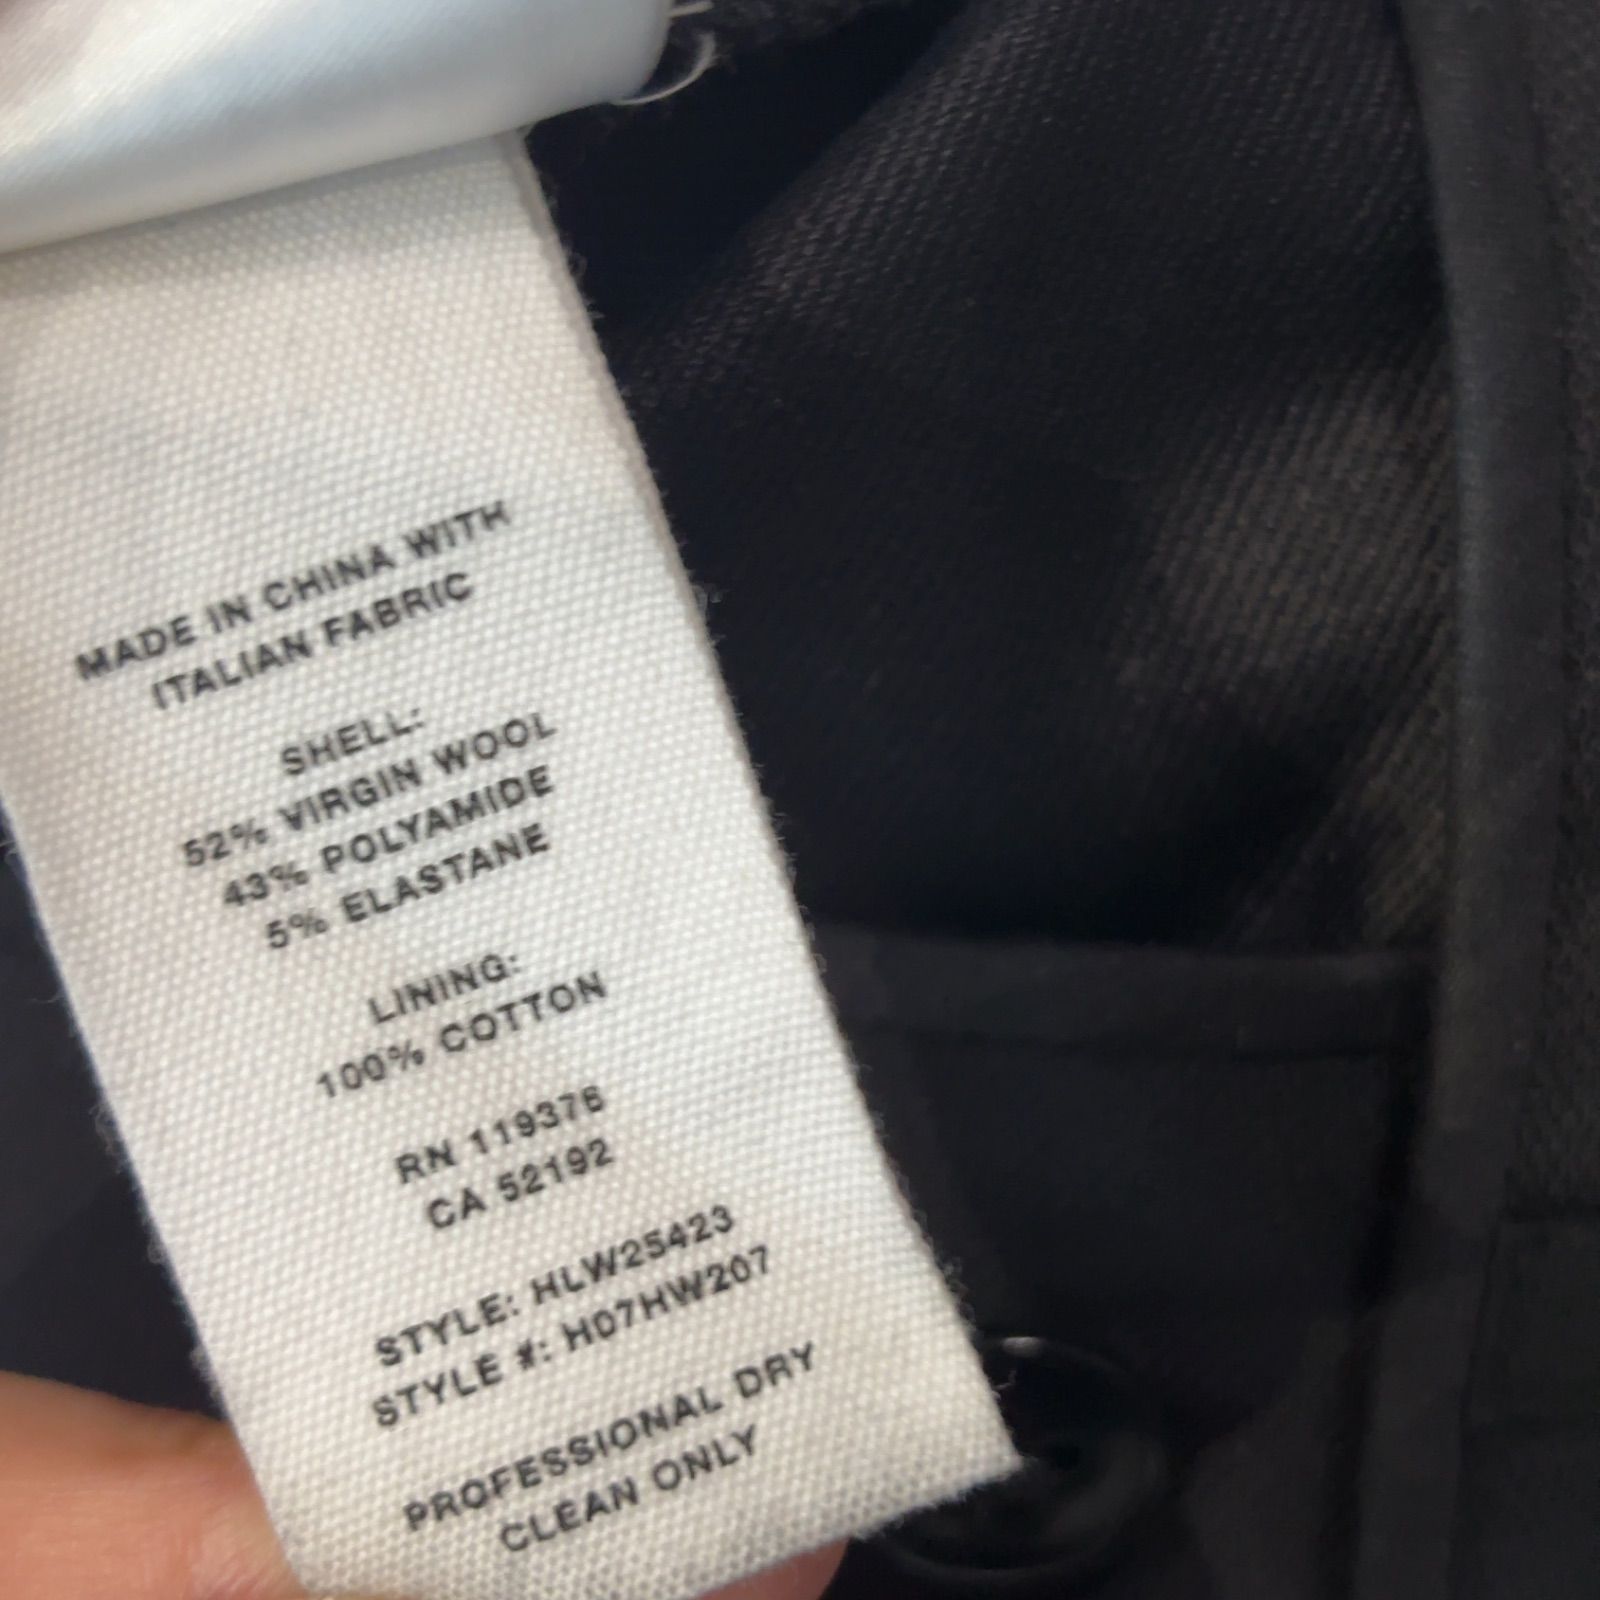 MADE IN CHINA WITH
ITALIAN FABRIC
SHELL:
52% VIRGIN WOOL
43% POLYAMIDE
5% ELASTANE
LINING:
100% COTTON
RN 119376
CA 52192
STYLE: HLW25423
STYLE #: H07HW207
PROFESSIONAL DRY
CLEAN ONLY